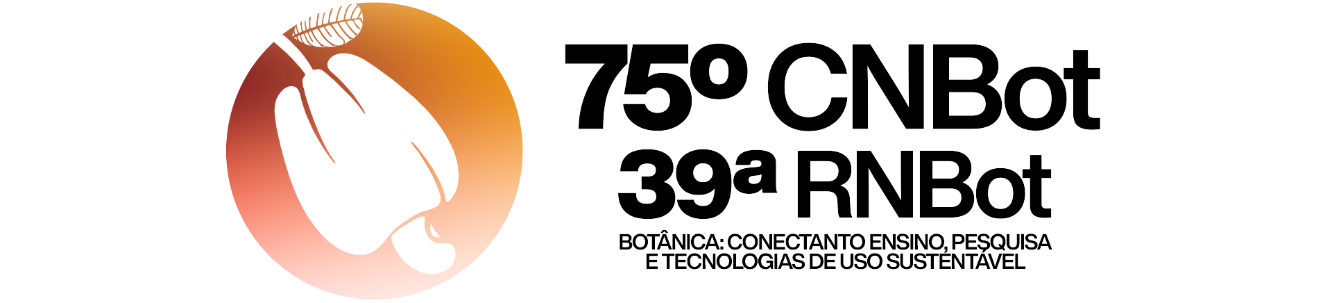 75º CNBot
39ª RNBot
BOTÂNICA: CONECTANTO ENSINO, PESQUISA
E TECNOLOGIAS DE USO SUSTENTÁVEL